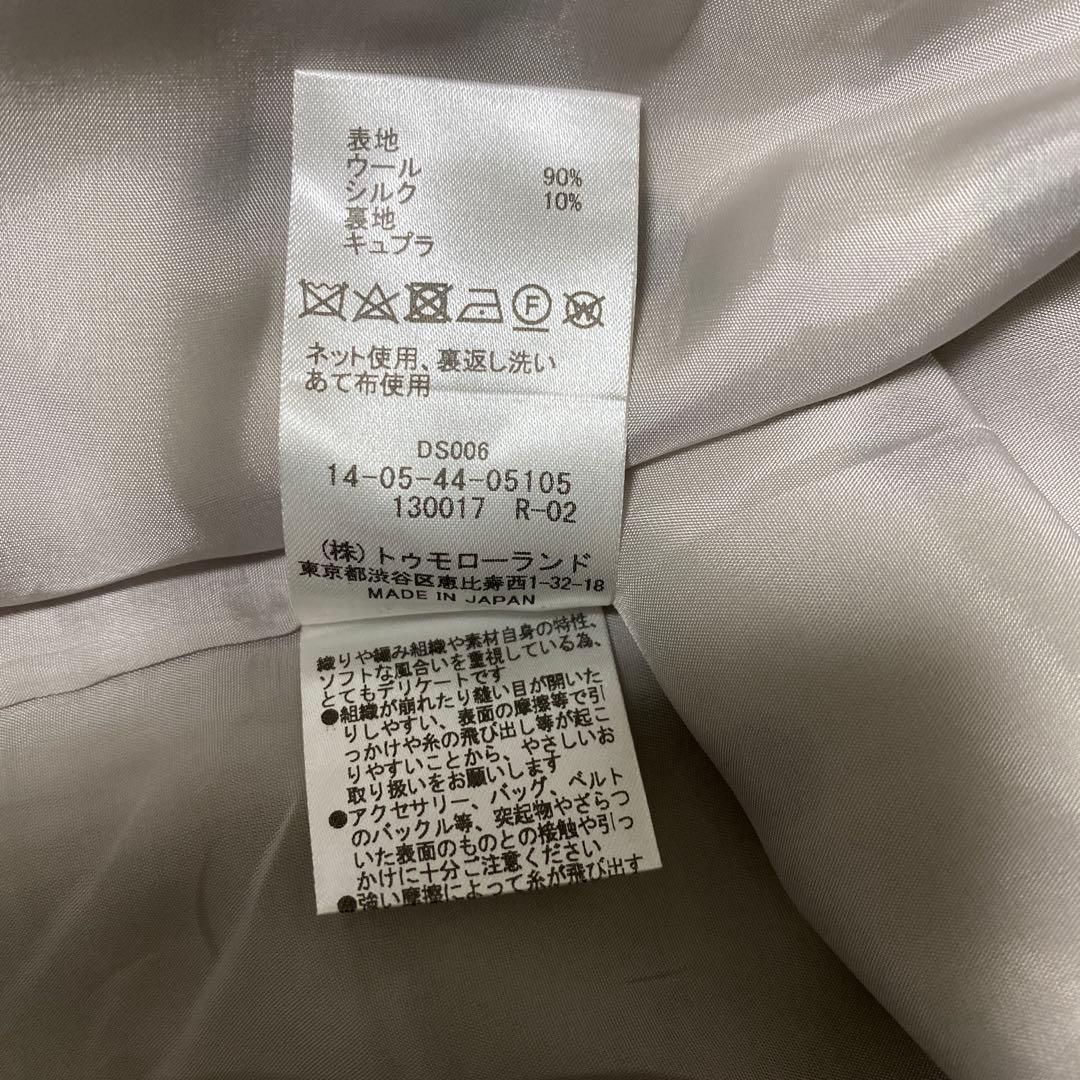 表地
ウール 90%
シルク 10%
裏地
キュプラ
F W
ネット使用、裏返し洗い
あて布使用
DS006
14-05-44-05105
130017 R-02
(株)トゥモローランド
東京都渋谷区恵比寿西1-32-18
MADE IN JAPAN
織りや編み組織や素材自身の特性、
ソフトな風合いを重視している為、
とてもデリケートです
●組織が崩れたり縫い目が開いた
りしやすい、表面の摩擦等で引
っかけや糸の飛び出し等が起こ
りやすいことから、やさしいお
取り扱いをお願いします
●アクセサリー、バッグ、ベルト
のバックル等、突起物やざらつ
いた表面のものとの接触や引っ
かけに十分ご注意ください
●強い摩擦によって糸が飛び出す